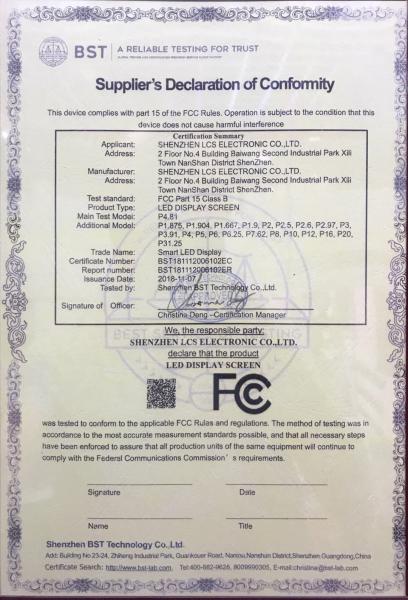 BST A RELIABLE TESTING FOR TRUST
Supplier's Declaration of Conformity
This device complies with part 15 of the FCC Rules. Operation is subject to the condition that this
device does not cause harmful interference
Certification Summary
Applicant: SHENZHEN LCS ELECTRONIC CO.,LTD.
Address: 2 Floor No.4 Building Baiwang Second Industrial Park Xili
Town NanShan District ShenZhen.
Manufacturer: SHENZHEN LCS ELECTRONIC CO.,LTD.
Address: 2 Floor No.4 Building Baiwang Second Industrial Park Xili
Town NanShan District ShenZhen.
Test standard: FCC Part 15 Class B
Product Type: LED DISPLAY SCREEN
Main Test Model: P4.81
Additional Model: P1.875, P1.904, P1.667, P1.9, P2, P2.5, P2.6, P2.97, P3,
P3.91, P4, P5, P6, P6.25, P7.62, P8, P10, P12, P16, P20,
P31.25
Trade Name: Smart LED Display
Certificate Number: BST181112006102EC
Report number: BST181112006102ER
Issuance Date: 2018-11-07
Tested by: Shenzhen BST Technology Co.,Ltd.
Signature of Officer:
Christina Deng –Certification Manager
We, the responsible party:
SHENZHEN LCS ELECTRONIC CO.,LTD.
declare that the product
LED DISPLAY SCREEN
FC
was tested to conform to the applicable FCC Rules and regulations. The method of testing was in
accordance to the most accurate measurement standards possible, and that all necessary steps
have been enforced to assure that all production units of the same equipment will continue to
comply with the Federal Communications Commission's requirements.
Signature Date
Name Title
Shenzhen BST Technology Co.,Ltd.
Add: Building No.23-24, Zhiheng Industrial Park, Guankouer Road, Nantou,Nanshan District,Shenzhen,Guangdong,China
Certificate Search: http://www.bst-lab.com, Tel:400-882-9628, 8009990305, E-mail:christina@bst-lab.com